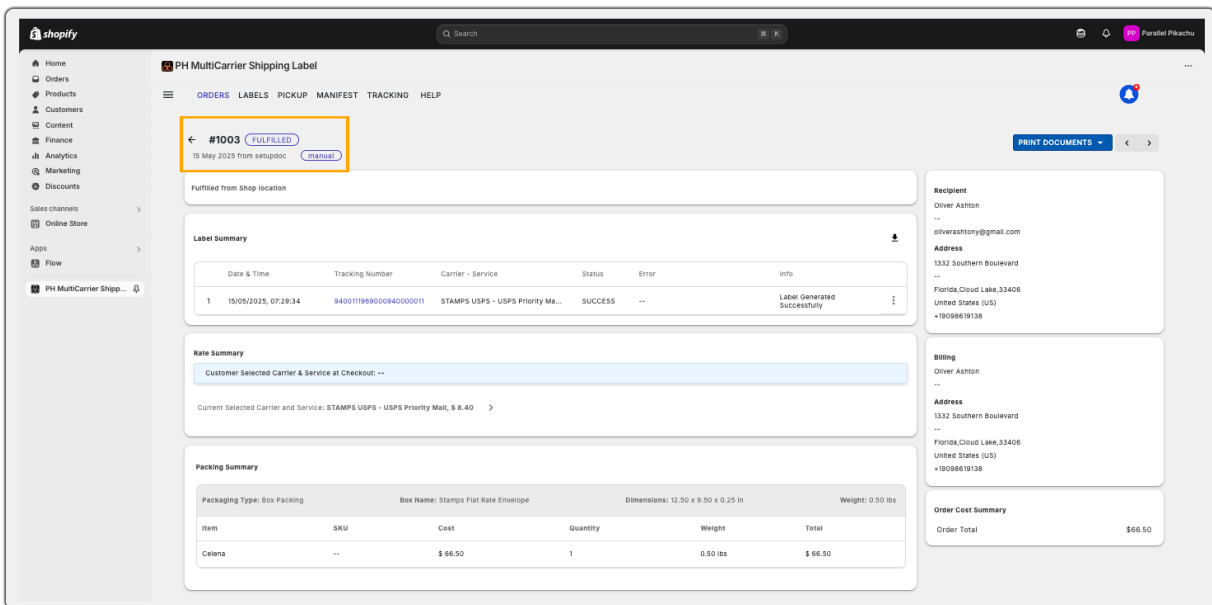 shopify
Search
⌘ K
PP Parallel Pikachu
Home
Orders
Products
Customers
Content
Finance
Analytics
Marketing
Discounts
Sales channels
Online Store
Apps
Flow
PH MultiCarrier Shipp...
PH MultiCarrier Shipping Label
ORDERS LABELS PICKUP MANIFEST TRACKING HELP
#1003 FULFILLED
15 May 2025 from setupdoc manual
PRINT DOCUMENTS
Fulfilled from Shop location
Label Summary
Date & Time Tracking Number Carrier - Service Status Error Info
1 15/05/2025, 07:29:34 9400111969000940000011 STAMPS USPS - USPS Priority Ma... SUCCESS -- Label Generated
Successfully
Rate Summary
Customer Selected Carrier & Service at Checkout: --
Current Selected Carrier and Service: STAMPS USPS - USPS Priority Mail, $ 8.40
Packing Summary
Packaging Type: Box Packing Box Name: Stamps Flat Rate Envelope Dimensions: 12.50 x 9.50 x 0.25 in Weight: 0.50 lbs
Item SKU Cost Quantity Weight Total
Celena -- $ 66.50 1 0.50 lbs $ 66.50
Recipient
Oliver Ashton
--
oliverashtony@gmail.com
Address
1332 Southern Boulevard
--
Florida,Cloud Lake,33406
United States (US)
+19098619138
Billing
Oliver Ashton
--
Address
1332 Southern Boulevard
--
Florida,Cloud Lake,33406
United States (US)
+19098619138
Order Cost Summary
Order Total $66.50